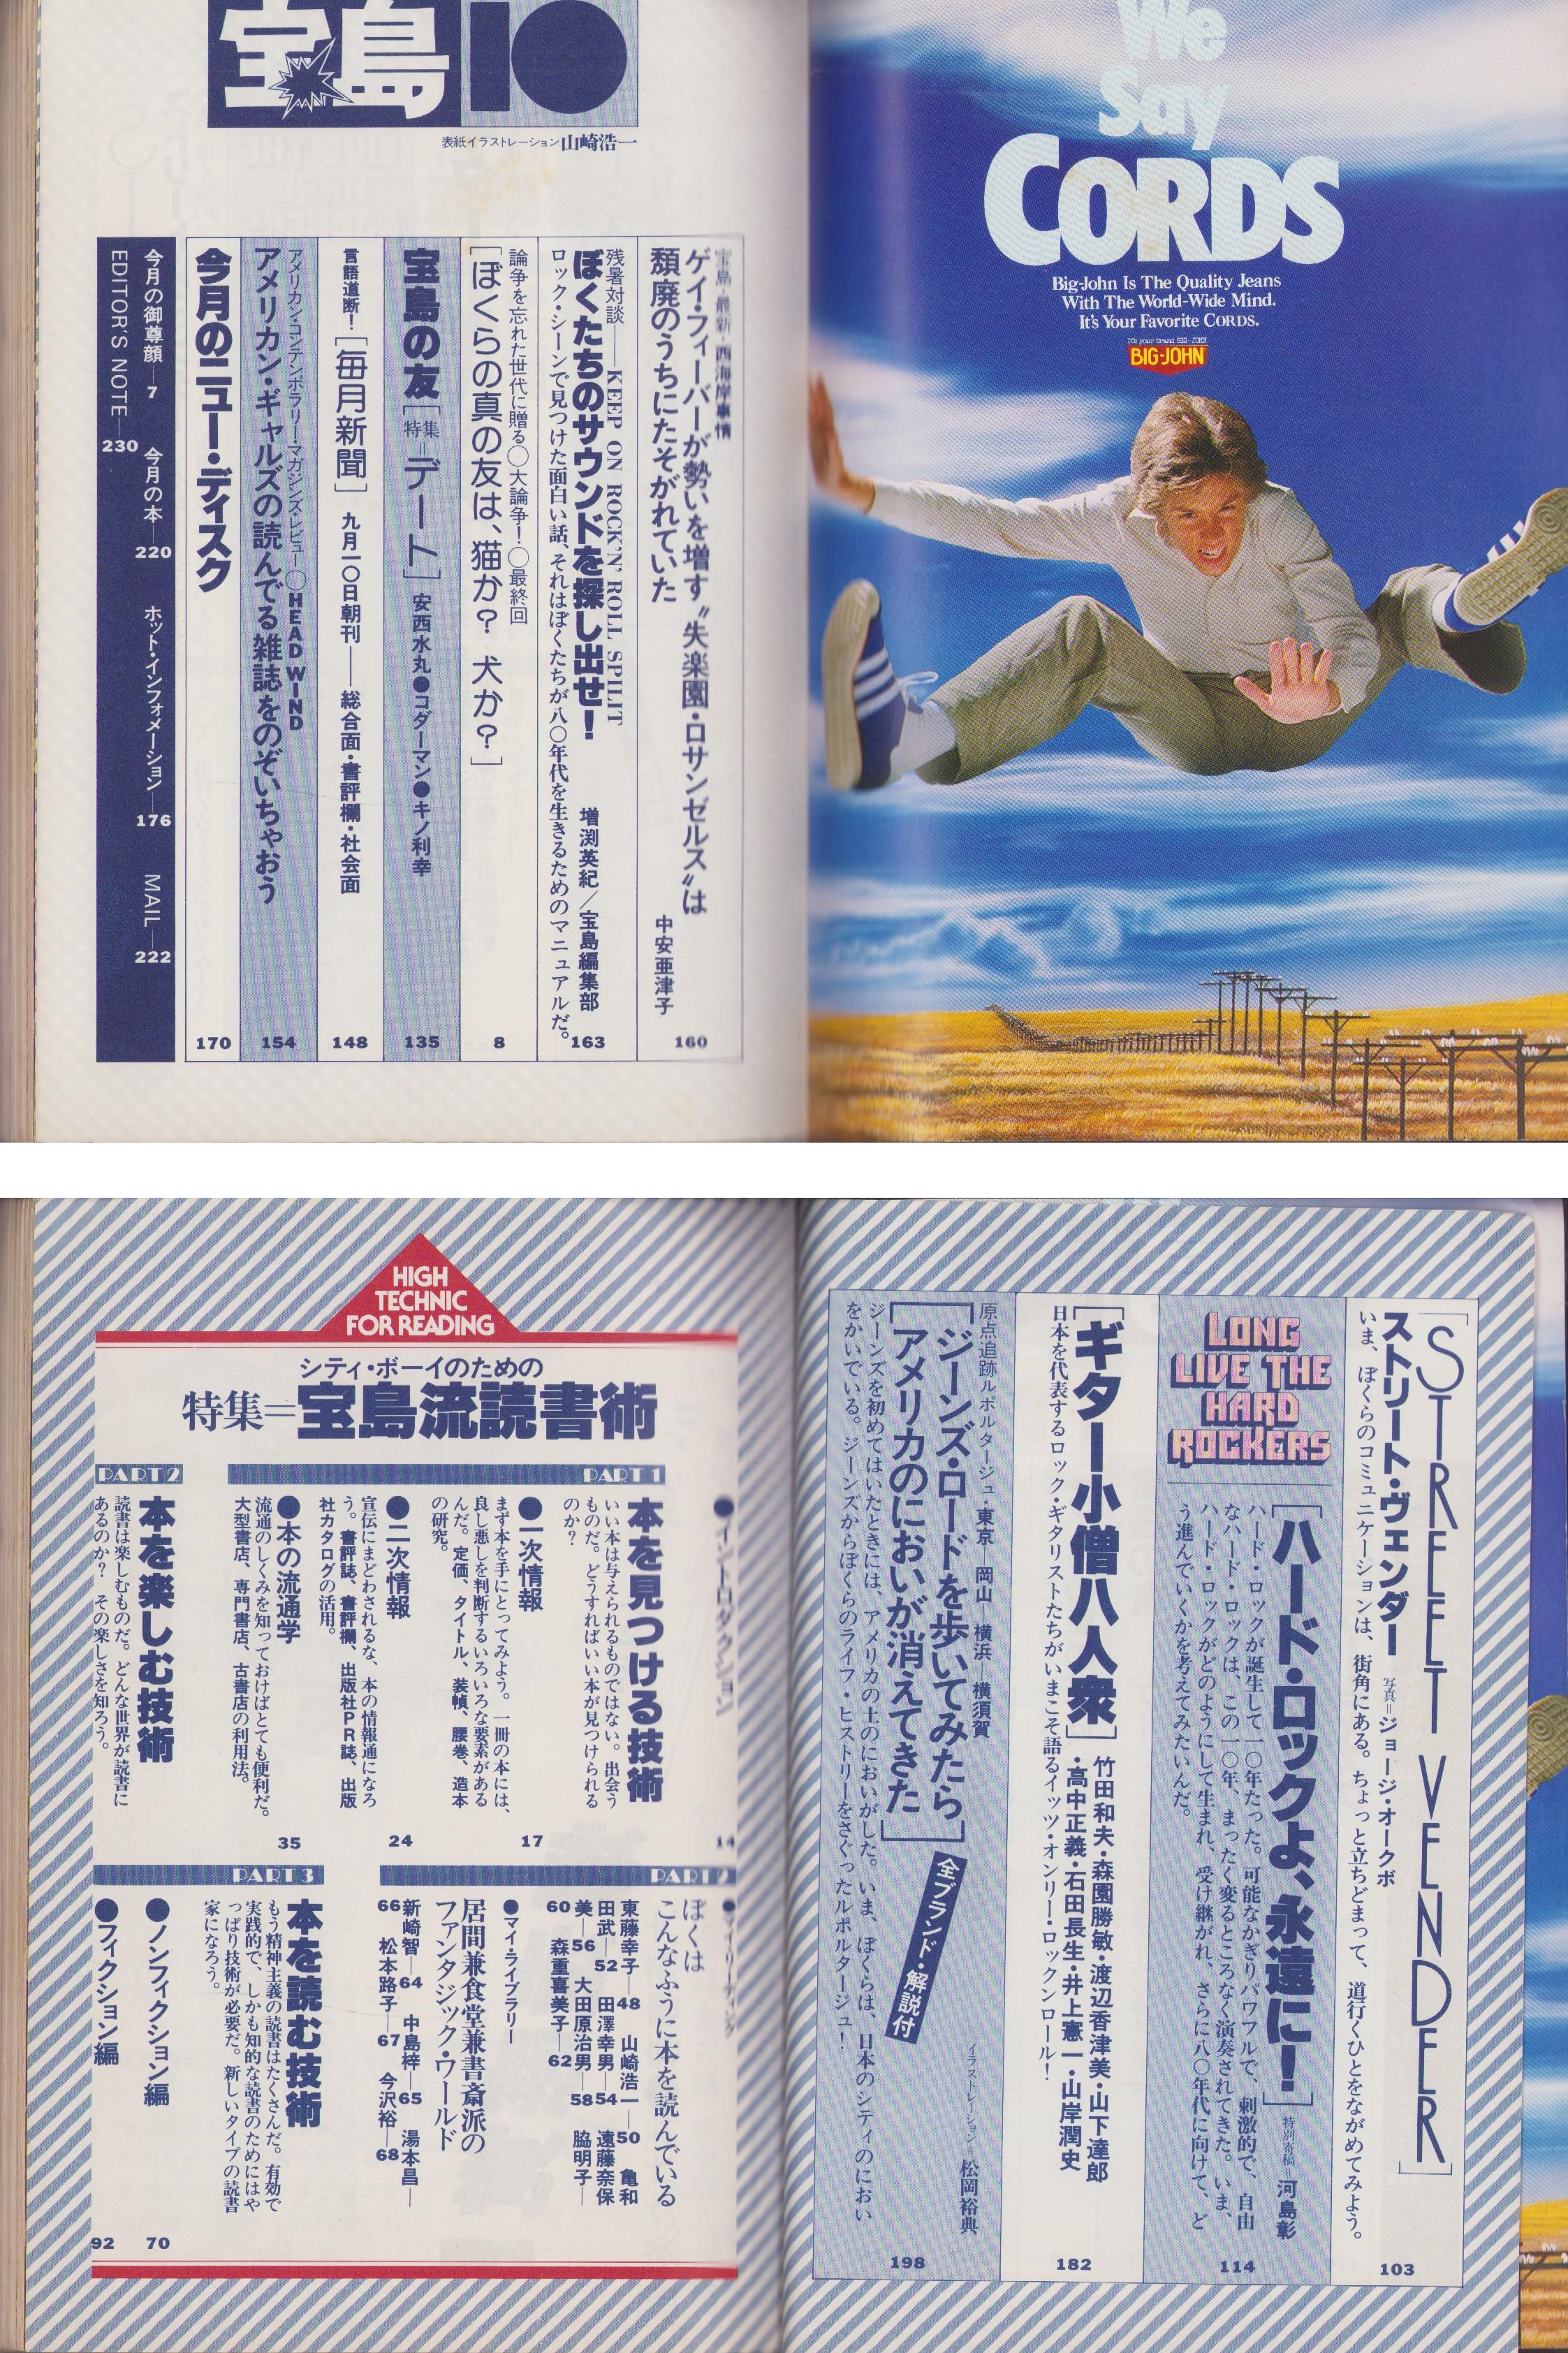 宝島10
表紙イラストレーション 山崎浩一
宝島・最新・西海岸事情
ゲイ・フィーバーが勢いを増す〝失楽園・ロサンゼルス〟は
頽廃のうちにたそがれていた
中安亜津子
160
残暑対談——KEEP ON ROCK'N' ROLL SPILIT
ぼくたちのサウンドを探し出せ!
増渕英紀/宝島編集部
ロック・シーンで見つけた面白い話、それはぼくたちが八〇年代を生きるためのマニュアルだ。
163
論争を忘れた世代に贈る○大論争!○最終回
[ぼくらの真の友は、猫か? 犬か?]
8
宝島の友[特集=デート]安西水丸●コダーマン●キノ利幸
135
言語道断![毎月新聞]九月一〇日朝刊——総合面・書評欄・社会面
148
アメリカン・コンテンポラリー・マガジンズ・レビュー○HEAD WIND
アメリカン・ギャルズの読んでる雑誌をのぞいちゃおう
154
今月のニュー・ディスク
170
今月の御尊顔—7
今月の本—220
ホット・インフォメーション—176
MAIL—222
EDITOR'S NOTE—230
We
Say
CORDS
Big-John Is The Quality Jeans
With The World-Wide Mind.
It's Your Favorite CORDS.
It's your brand BIG JOHN
BIG-JOHN
[STREET VENDER]
ストリート・ヴェンダー 写真=ジョージ・オークボ
いま、ぼくらのコミュニケーションは、街角にある。ちょっと立ちどまって、道行くひとをながめてみよう。
103
LONG
LIVE THE
HARD
ROCKERS
[ハード・ロックよ、永遠に!]特別寄稿=河島彰
ハード・ロックが誕生して一〇年たった。可能なかぎりパワフルで、刺激的で、自由
なハード・ロックは、この一〇年、まったく変るところなく演奏されてきた。いま、
ハード・ロックがどのようにして生まれ、受け継がれ、さらに八〇年代に向けて、ど
う進んでいくかを考えてみたいんだ。
114
[ギター小僧八人衆]
竹田和夫・森園勝敏・渡辺香津美・山下達郎
・高中正義・石田長生・井上憲一・山岸潤史
日本を代表するロック・ギタリストたちがいまこそ語るイッツ・オンリー・ロックンロール!
182
原点追跡ルポルタージュ・東京—岡山 横浜—横須賀
[ジーンズ・ロードを歩いてみたら
アメリカのにおいが消えてきた]
全ブランド・解説付
イラストレーション=松岡裕典
ジーンズを初めてはいたときには、アメリカの土のにおいがした。いま、ぼくらは、日本のシティのにおい
をかいでいる。ジーンズからぼくらのライフ・ヒストリーをさぐったルポルタージュ!
198
HIGH
TECHNIC
FOR READING
シティ・ボーイのための
特集=宝島流読書術
●イントロダクション
14
PART 1
本を見つける技術
いい本は与えられるものではない。出会う
ものだ。どうすればいい本が見つけられる
のか?
●一次情報
まず本を手にとってみよう。一冊の本には、
良し悪しを判断するいろいろな要素がある
んだ。定価、タイトル、装幀、腰巻、造本
の研究。
17
●二次情報
宣伝にまどわされるな、本の情報通になろ
う。書評誌、書評欄、出版社PR誌、出版
社カタログの活用。
24
●本の流通学
流通のしくみを知っておけばとても便利だ。
大型書店、専門書店、古書店の利用法。
35
PART 2
本を楽しむ技術
読書は楽しむものだ。どんな世界が読書に
あるのか? その楽しさを知ろう。
PART 2
●マイ・リーディング
ぼくは
こんなふうに本を読んでいる
東藤幸子—48 山崎浩一—50 亀和
田武—52 田澤幸男—54 遠藤奈保
美—56 大田原治男—58 脇明子—
60 森重喜美子—62
●マイ・ライブラリー
居間兼食堂兼書斎派の
ファンタジック・ワールド
新崎智—64 中島梓—65 湯本昌—
66 松本路子—67 今沢裕—68
PART 3
本を読む技術
もう精神主義の読書はたくさんだ。有効で
実践的で、しかも知的な読書のためにはや
っぱり技術が必要だ。新しいタイプの読書
家になろう。
●ノンフィクション編
70
●フィクション編
92